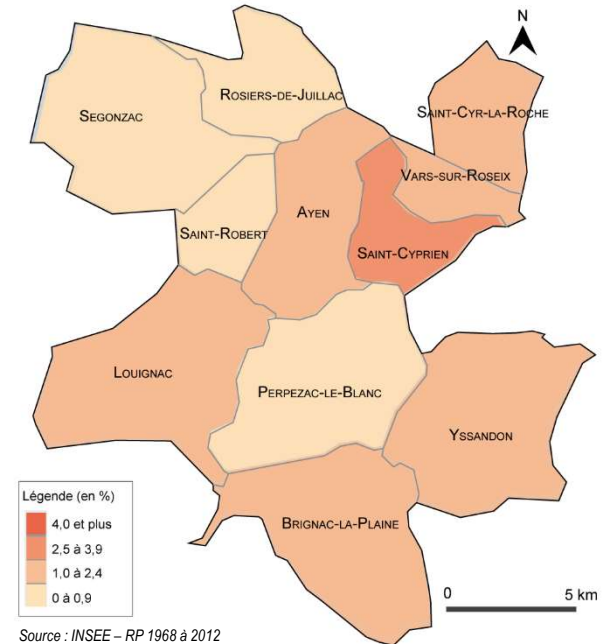 N
ROSIERS-DE-JUILLAC
SEGONZAC
SAINT-CYR-LA-ROCHE
VARS-SUR-ROSEIX
AYEN
SAINT-ROBERT
SAINT-CYPRIEN
LOUIGNAC
PERPEZAC-LE-BLANC
YSSANDON
BRIGNAC-LA-PLAINE
Légende (en %)
4,0 et plus
2,5 à 3,9
1,0 à 2,4
0 à 0,9
0 5 km
Source : INSEE – RP 1968 à 2012